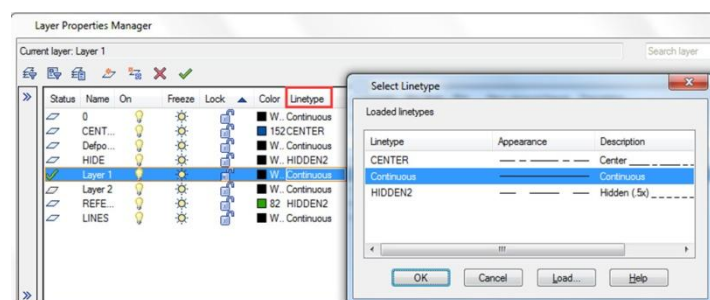 Layer Properties Manager
Current layer: Layer 1
Search layer
Status Name On Freeze Lock Color Linetype
0 W... Continuous
CENT... 152 CENTER
Defpo... W... Continuous
HIDE W... HIDDEN2
Layer 1 W... Continuous
Layer 2 W... Continuous
REFE... 82 HIDDEN2
LINES W... Continuous
Select Linetype
Loaded linetypes
Linetype Appearance Description
CENTER Center
Continuous Continuous
HIDDEN2 Hidden (.5x)
OK Cancel Load... Help